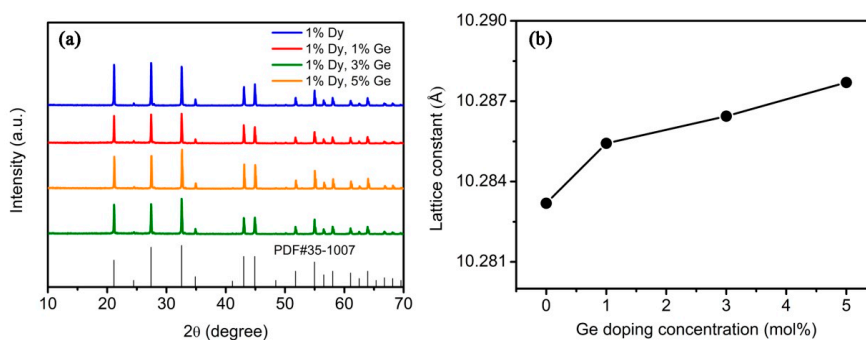 (a)
1% Dy
1% Dy, 1% Ge
1% Dy, 3% Ge
1% Dy, 5% Ge
Intensity (a.u.)
PDF#35-1007
10 20 30 40 50 60 70
2θ (degree)
(b)
10.290
10.287
10.284
10.281
Lattice constant (Å)
0 1 2 3 4 5
Ge doping concentration (mol%)